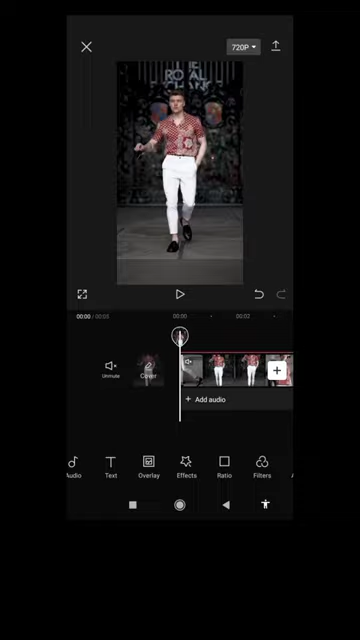 720P
THE
ROYAL
CHANK
00:00 / 00:03
00:00
00:02
Unmute
Cover
+ Add audio
Audio
Text
Overlay
Effects
Ratio
Filters